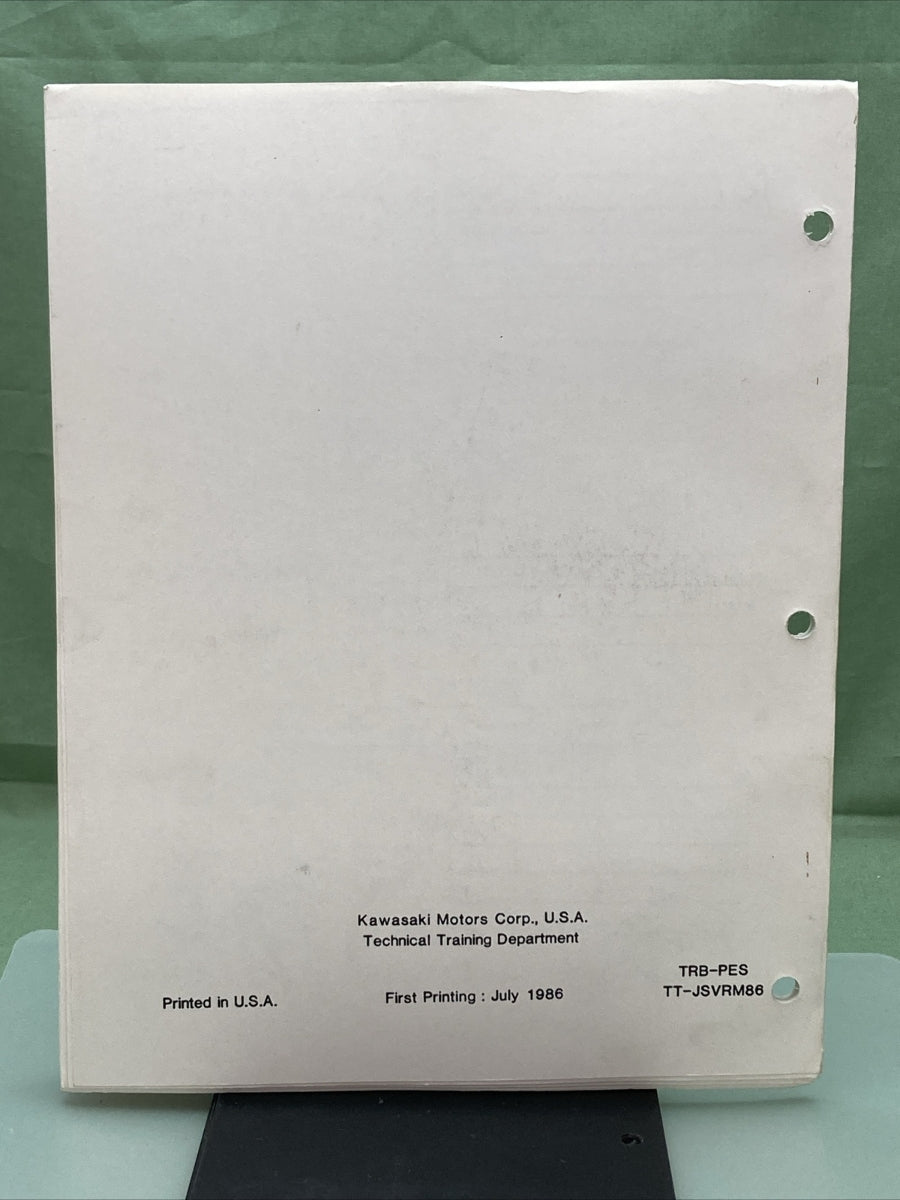 Kawasaki Motors Corp., U.S.A.
Technical Training Department
TRB-PES
Printed in U.S.A.
First Printing : July 1986
TT-JSVRM86